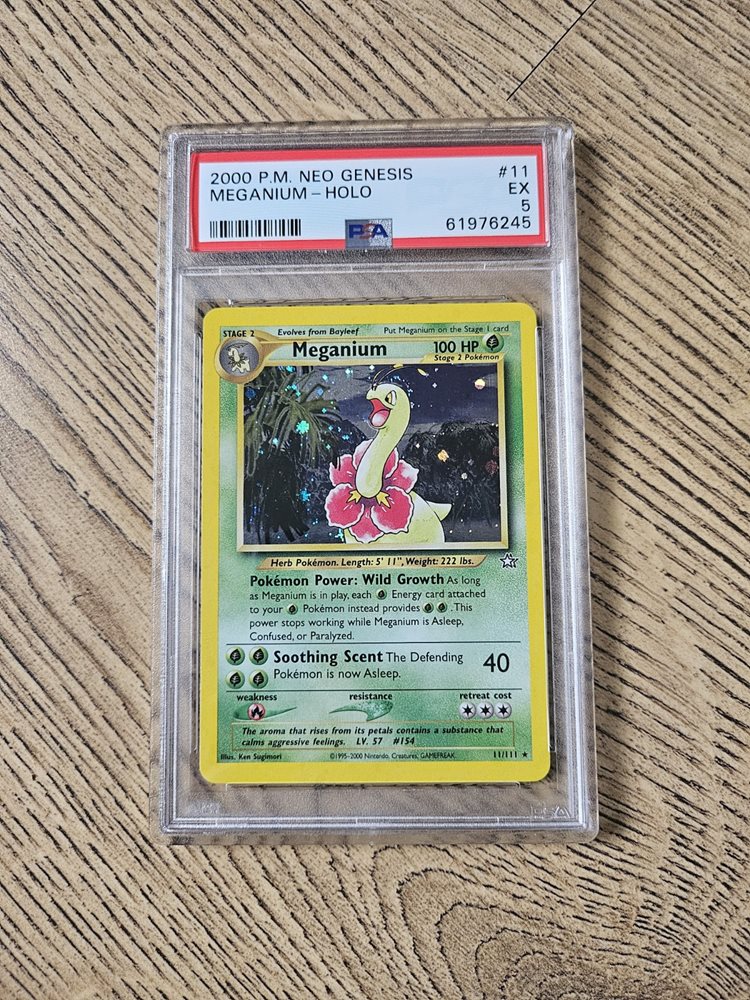 2000 P.M. NEO GENESIS #11
MEGANIUM - HOLO EX
5
PSA 61976245
STAGE 2 Evolves from Bayleef Put Meganium on the Stage 1 card
Meganium 100 HP
Stage 2 Pokémon
Herb Pokémon. Length: 5' 11", Weight: 222 lbs.
Pokémon Power: Wild Growth As long
as Meganium is in play, each Energy card attached
to your Pokémon instead provides . This
power stops working while Meganium is Asleep,
Confused, or Paralyzed.
Soothing Scent The Defending 40
Pokémon is now Asleep.
weakness resistance retreat cost
The aroma that rises from its petals contains a substance that
calms aggressive feelings. LV. 57 #154
Illus. Ken Sugimori ©1995-2000 Nintendo, Creatures, GAMEFREAK. 11/111 ★
PSA